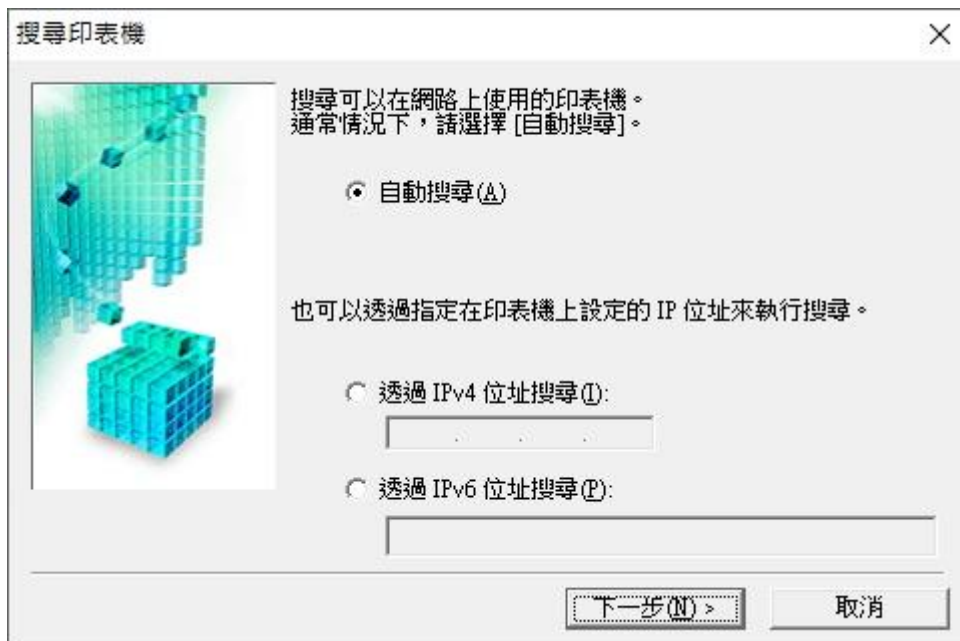 搜尋印表機
搜尋可以在網路上使用的印表機。
通常情況下，請選擇 [自動搜尋]。
自動搜尋(A)
也可以透過指定在印表機上設定的 IP 位址來執行搜尋。
透過 IPv4 位址搜尋(I):
. . .
透過 IPv6 位址搜尋(P):
下一步(N) >
取消